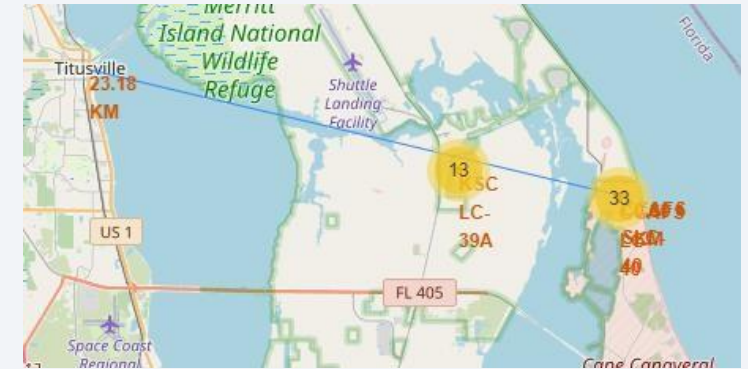 Merritt
Island National
Wildlife
Refuge
Florida
Titusville
23.18
KM
Shuttle
Landing
Facility
13
KSC
LC-
39A
33
40
US 1
FL 405
Space Coast
Regional
Cape Canaveral